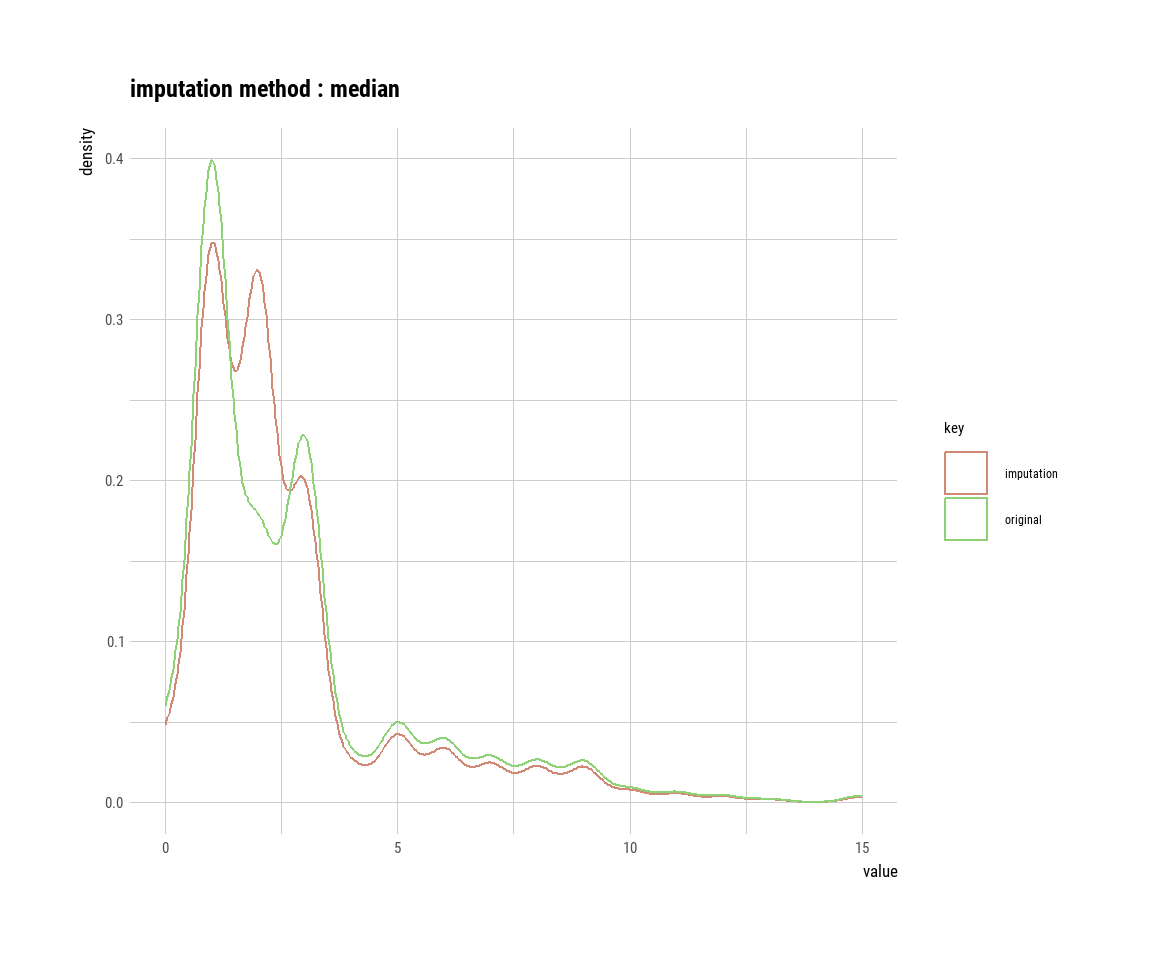 imputation method : median
density
0.4
0.3
0.2
0.1
0.0
0
5
10
15
value
key
imputation
original